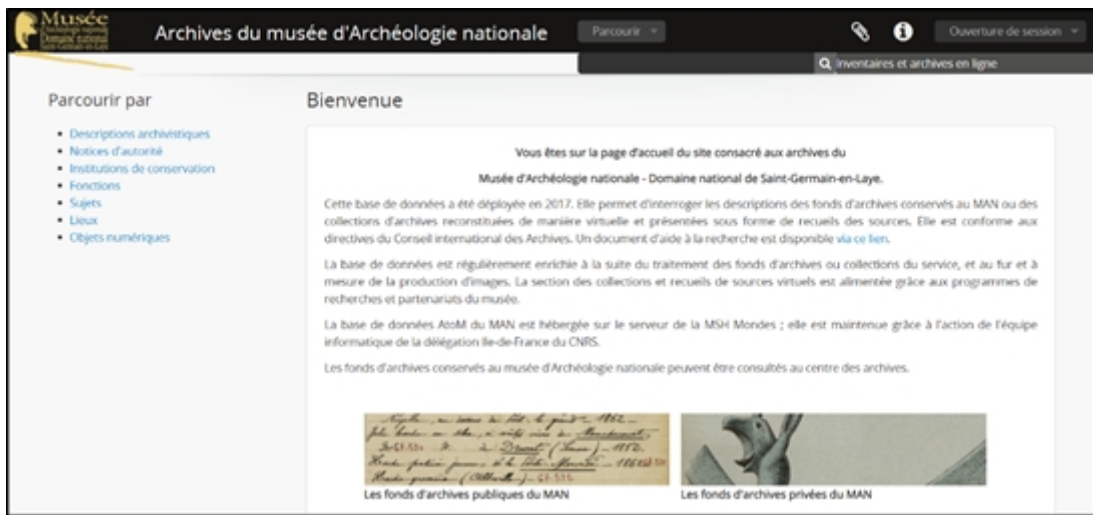 Musée
d'Archéologie nationale
Domaine national
Saint-Germain-en-Laye
Archives du musée d'Archéologie nationale
Parcourir
Ouverture de session
Inventaires et archives en ligne
Parcourir par
Descriptions archivistiques
Notices d'autorité
Institutions de conservation
Fonctions
Sujets
Lieux
Objets numériques
Bienvenue
Vous êtes sur la page d'accueil du site consacré aux archives du
Musée d'Archéologie nationale - Domaine national de Saint-Germain-en-Laye.
Cette base de données a été déployée en 2017. Elle permet d'interroger les descriptions des fonds d'archives conservés au MAN ou des
collections d'archives reconstituées de manière virtuelle et présentées sous forme de recueils des sources. Elle est conforme aux
directives du Conseil international des Archives. Un document d'aide à la recherche est disponible via ce lien.
La base de données est régulièrement enrichie à la suite du traitement des fonds d'archives ou collections du service, et au fur et à
mesure de la production d'images. La section des collections et recueils de sources virtuels est alimentée grâce aux programmes de
recherches et partenariats du musée.
La base de données AtoM du MAN est hébergée sur le serveur de la MSH Mondes ; elle est maintenue grâce à l'action de l'équipe
informatique de la délégation Ile-de-France du CNRS.
Les fonds d'archives conservés au musée d'Archéologie nationale peuvent être consultés au centre des archives.
Les fonds d'archives publiques du MAN
Les fonds d'archives privées du MAN